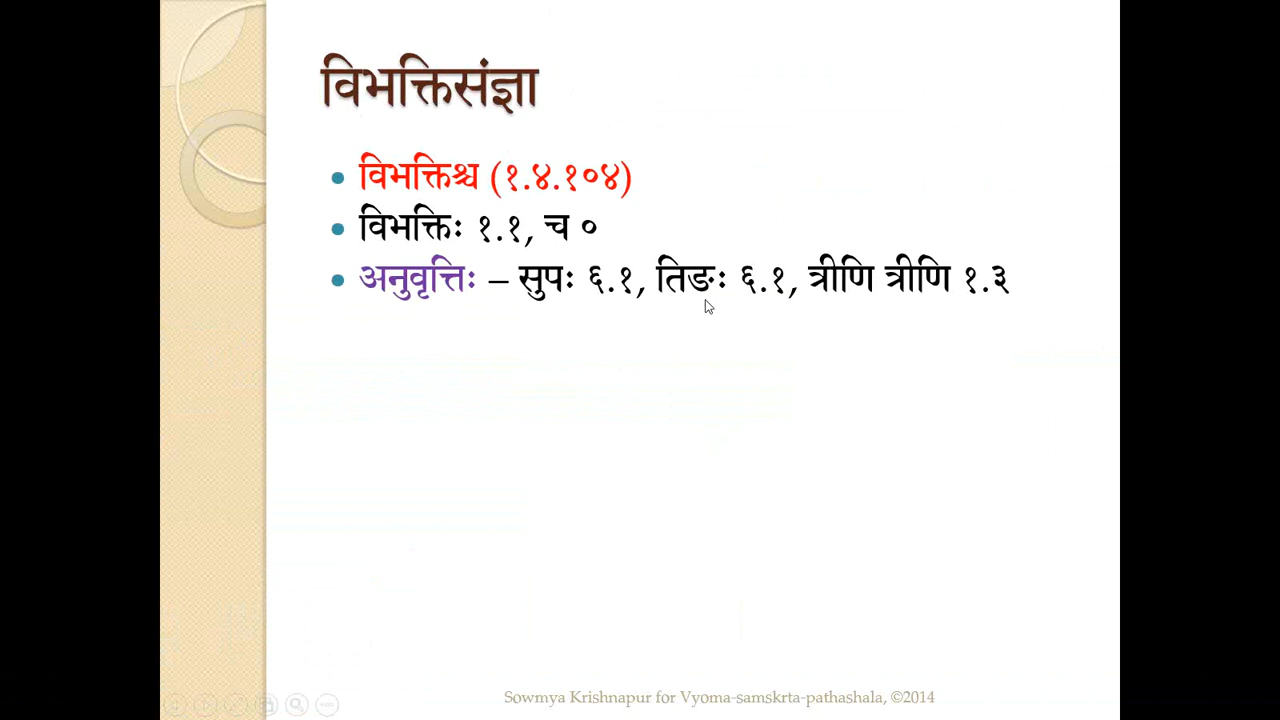 विभक्तिसंज्ञा
विभक्तिश्च (१.४.१०४)
विभक्तिः १.१, च ०
अनुवृत्तिः – सुपः ६.१, तिङः ६.१, त्रीणि त्रीणि १.३
Sowmya Krishnapur for Vyoma-samskrta-pathashala, ©2014